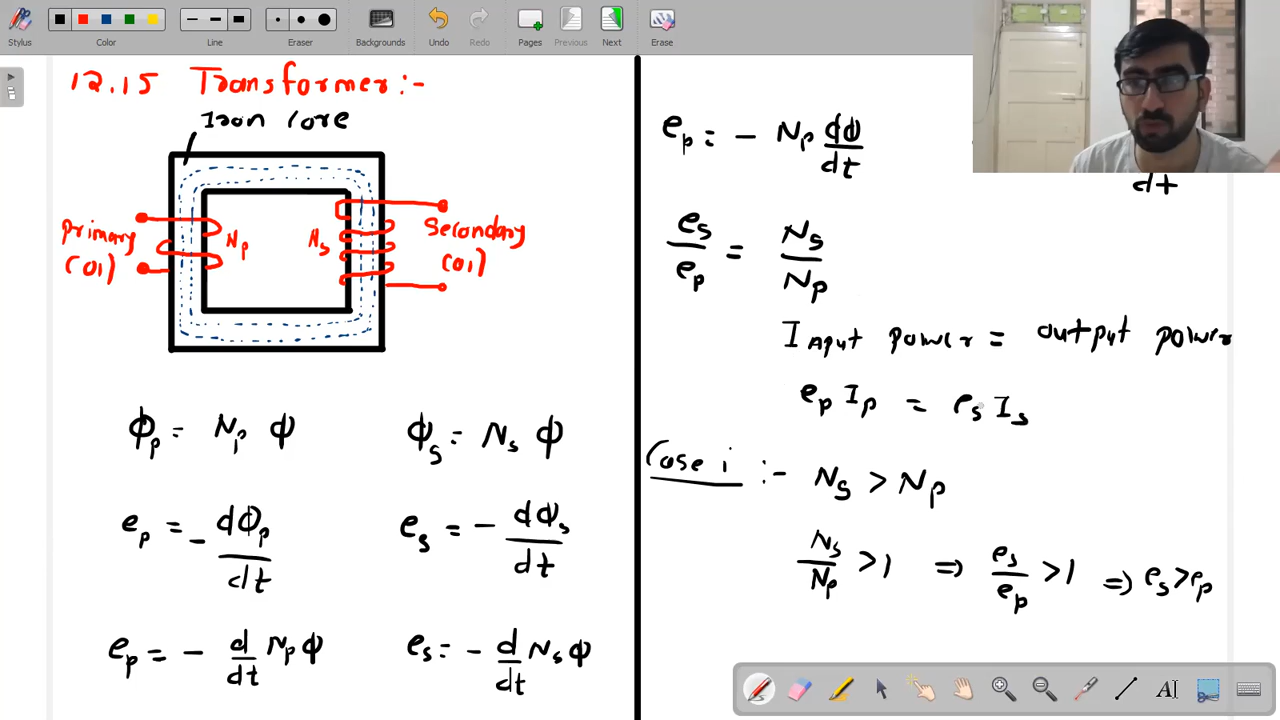 Stylus Color Line Eraser Backgrounds Undo Redo Pages Previous Next Erase
12.15 Transformer:-
Iron Core
Primary Coil
Np
Ns
Secondary Coil
ϕp = Np ϕ
ϕs = Ns ϕ
ep = - dϕp/dt
es = - dϕs/dt
ep = - d/dt Np ϕ
es = - d/dt Ns ϕ
ep = - Np dϕ/dt
dt
es/ep = Ns/Np
Input power = output power
ep Ip = es Is
Case i :- Ns > Np
Ns/Np > 1 ⇒ es/ep > 1 ⇒ es > ep
AI